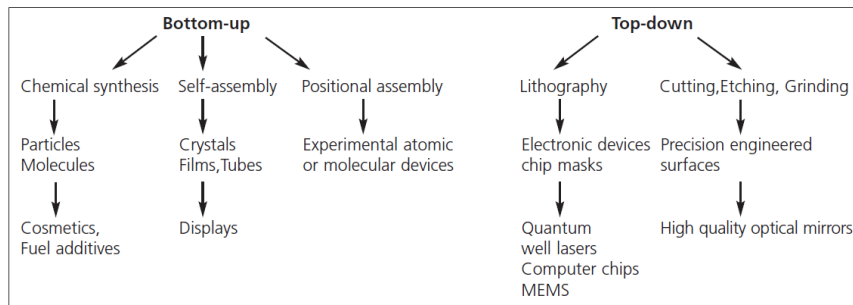 Bottom-up
Top-down
Chemical synthesis
Self-assembly
Positional assembly
Lithography
Cutting,Etching, Grinding
Particles
Molecules
Crystals
Films,Tubes
Experimental atomic
or molecular devices
Electronic devices
chip masks
Precision engineered
surfaces
Cosmetics,
Fuel additives
Displays
Quantum
well lasers
Computer chips
MEMS
High quality optical mirrors